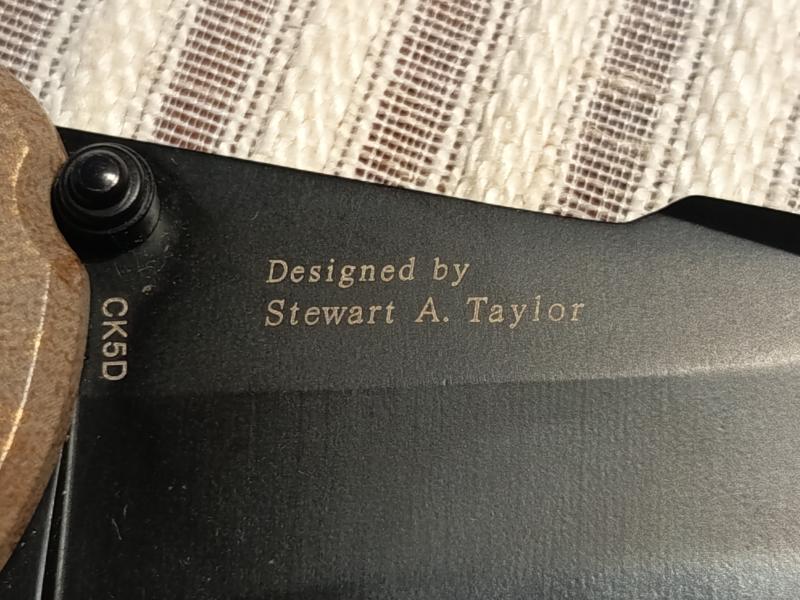 Designed by
Stewart A. Taylor
CK5D